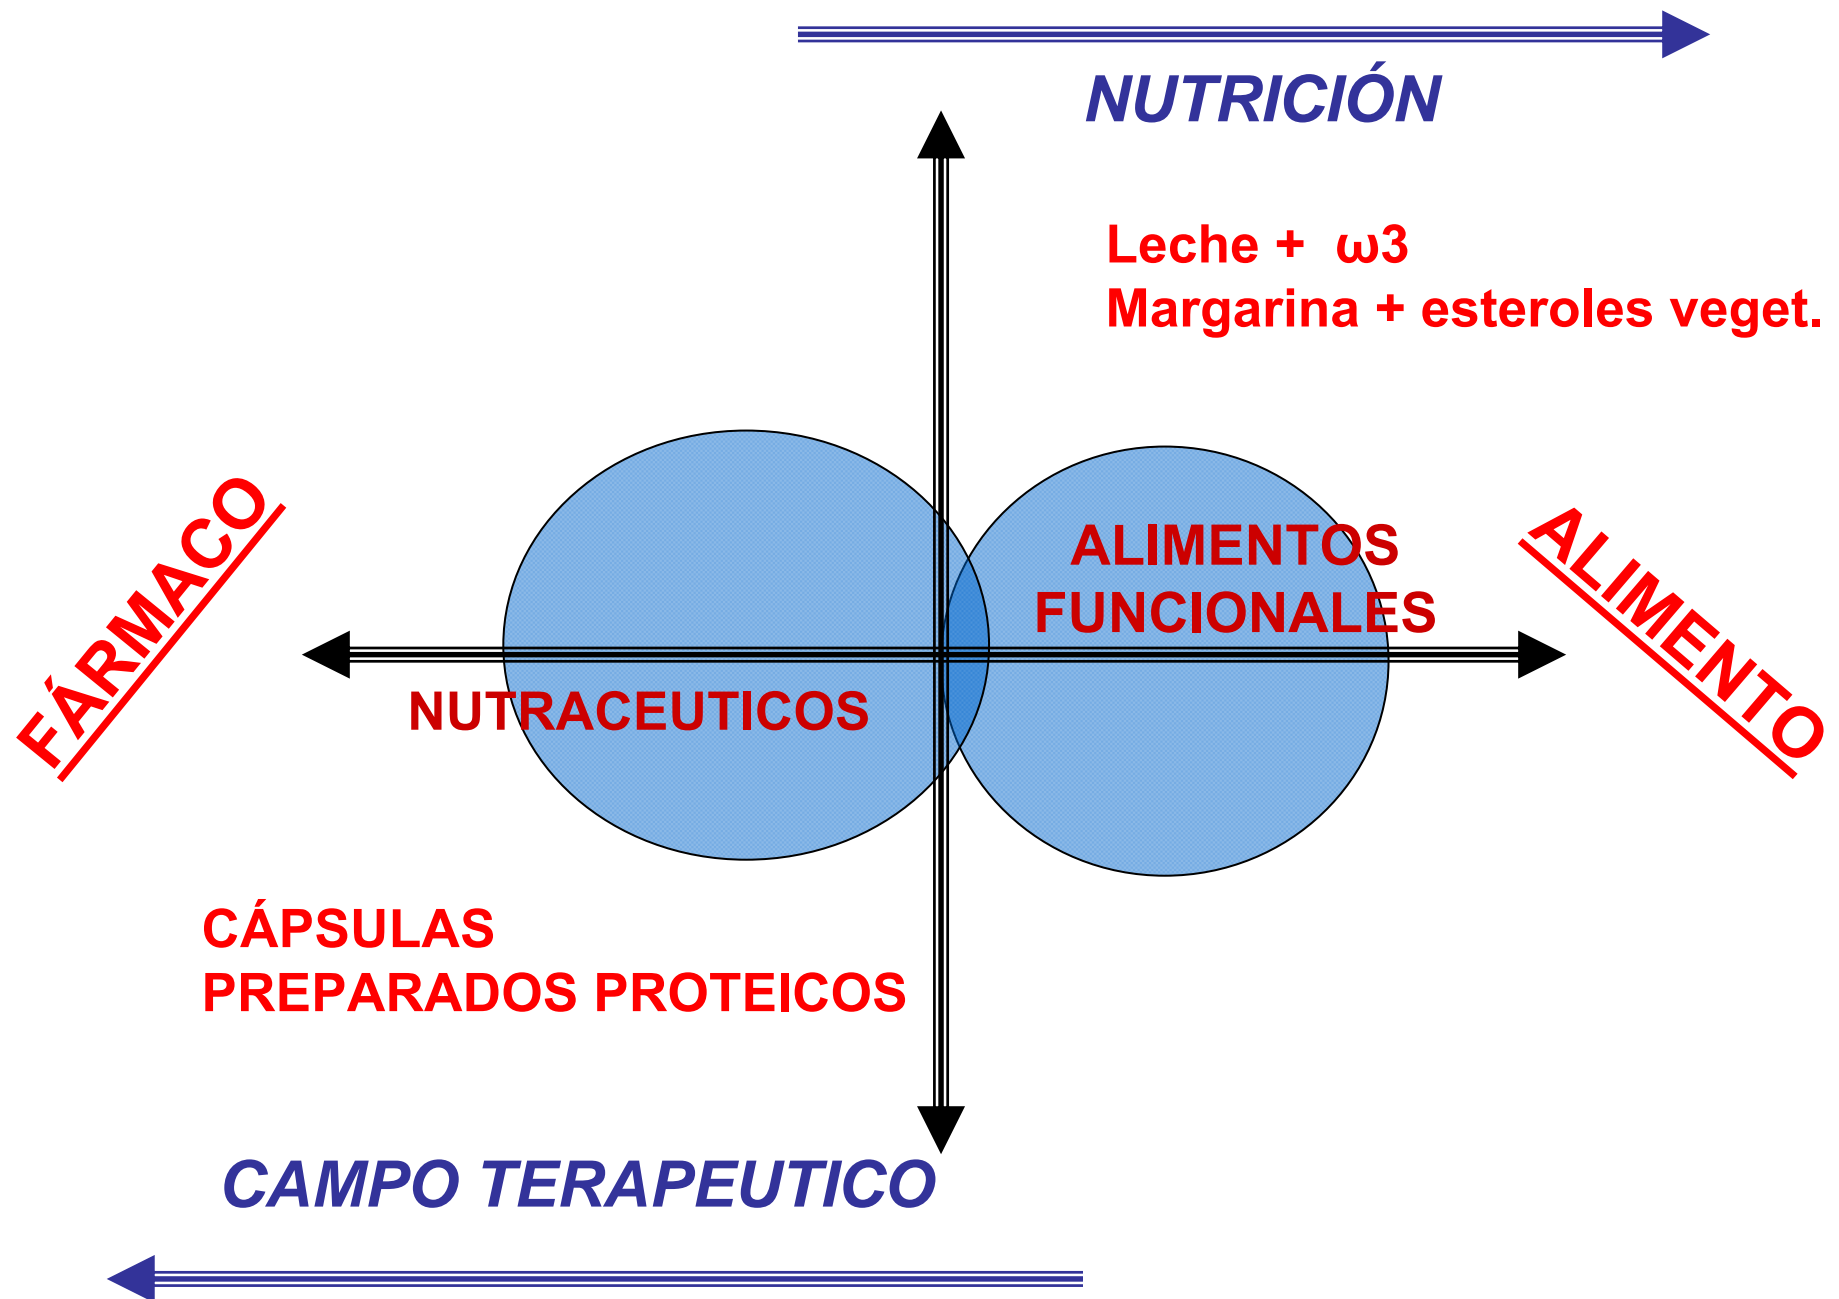 NUTRICIÓN
Leche + ω3
Margarina + esteroles veget.
FÁRMACO
ALIMENTOS
FUNCIONALES
ALIMENTO
NUTRACEUTICOS
CÁPSULAS
PREPARADOS PROTEICOS
CAMPO TERAPEUTICO